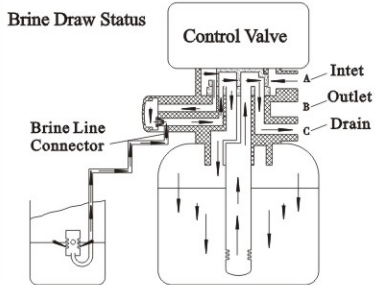 Brine Draw Status
Control Valve
A Intet
B Outlet
C Drain
Brine Line
Connector